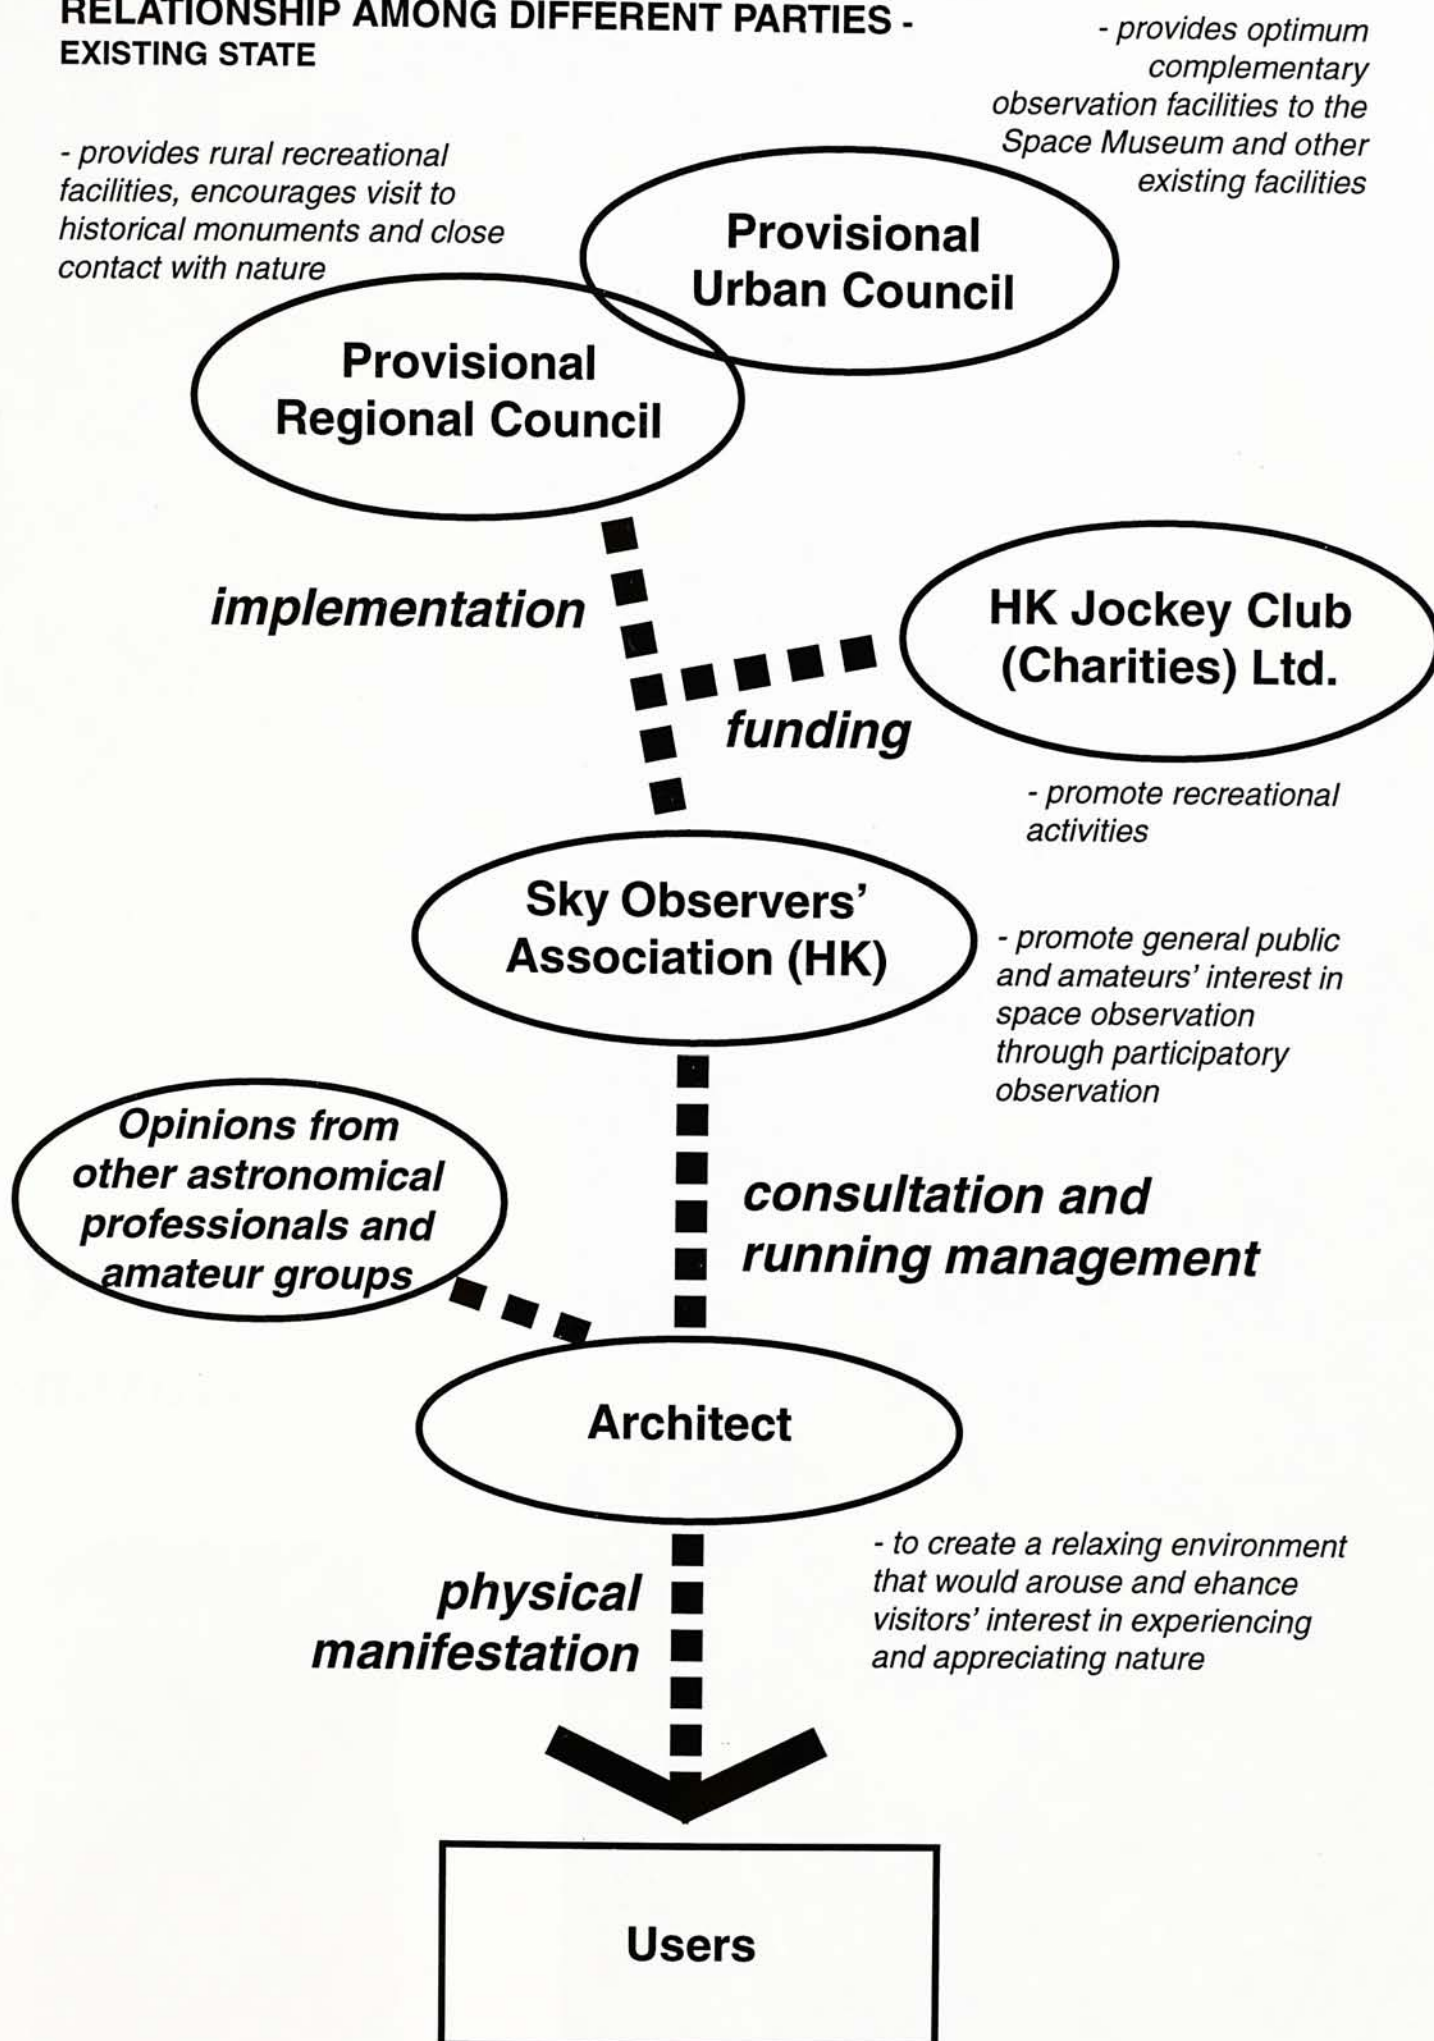 RELATIONSHIP AMONG DIFFERENT PARTIES -
EXISTING STATE
- provides optimum
complementary
observation facilities to the
Space Museum and other
existing facilities
- provides rural recreational
facilities, encourages visit to
historical monuments and close
contact with nature
Provisional
Urban Council
Provisional
Regional Council
implementation
HK Jockey Club
(Charities) Ltd.
funding
- promote recreational
activities
Sky Observers’
Association (HK)
- promote general public
and amateurs’ interest in
space observation
through participatory
observation
Opinions from
other astronomical
professionals and
amateur groups
consultation and
running management
Architect
- to create a relaxing environment
that would arouse and ehance
visitors’ interest in experiencing
and appreciating nature
physical
manifestation
Users